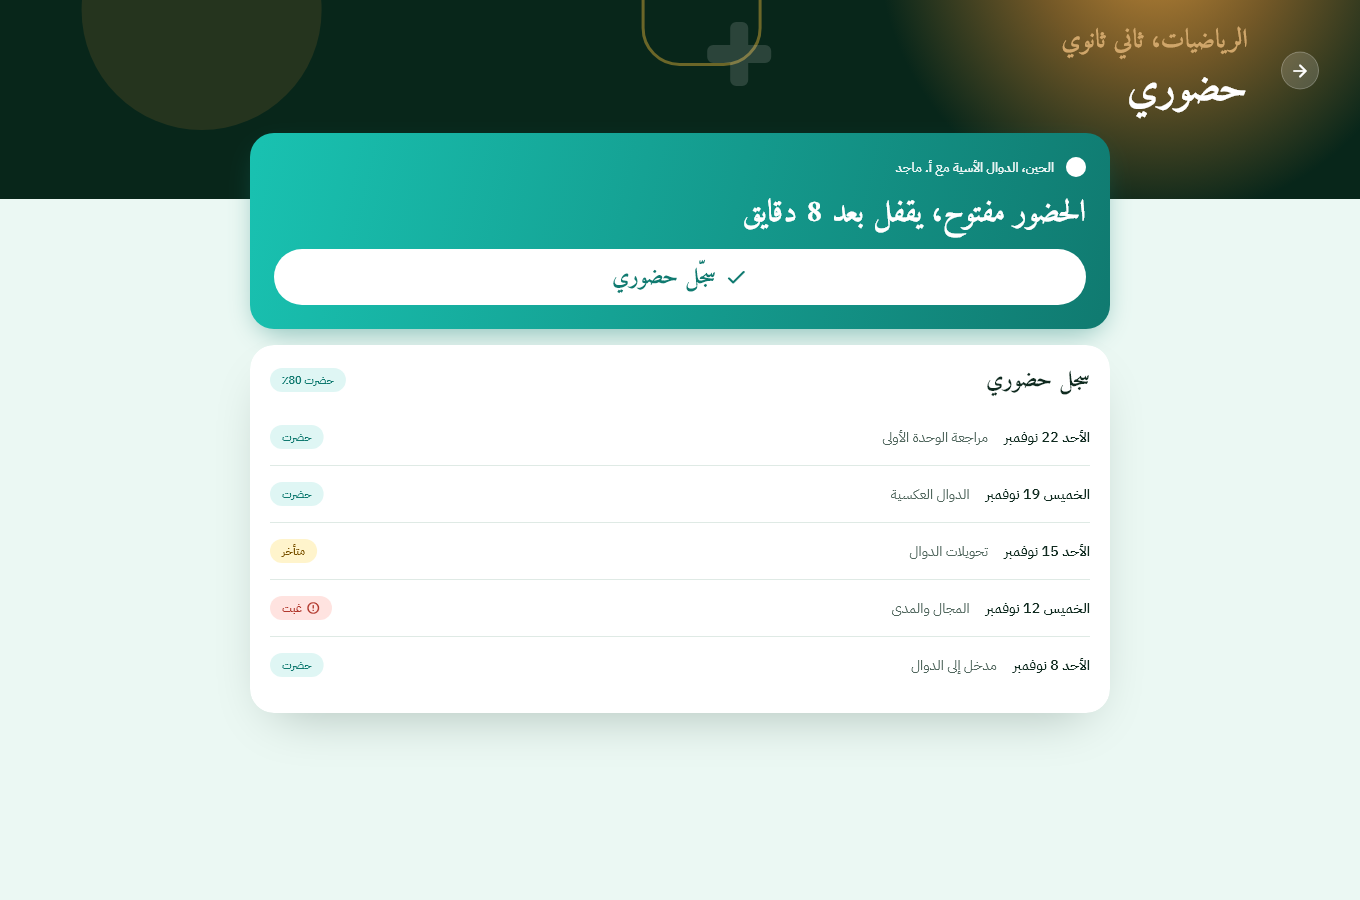 الرياضيات، ثاني ثانوي
حضوري
الحين، الدوال الأسية مع أ. ماجد
الحضور مفتوح، يقفل بعد 8 دقايق
سجّل حضوري
سجل حضوري
حضرت 80٪
الأحد 22 نوفمبر مراجعة الوحدة الأولى حضرت
الخميس 19 نوفمبر الدوال العكسية حضرت
الأحد 15 نوفمبر تحويلات الدوال متأخر
الخميس 12 نوفمبر المجال والمدى غبت
الأحد 8 نوفمبر مدخل إلى الدوال حضرت